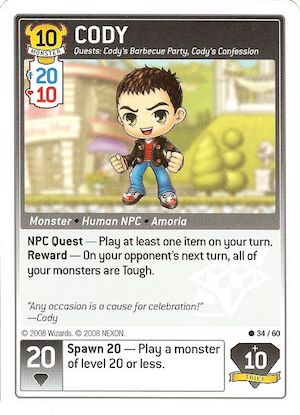 10
MONSTER
CODY
Quests: Cody's Barbecue Party, Cody's Confession
20
10
Monster • Human NPC • Amoria
NPC Quest — Play at least one item on your turn.
Reward — On your opponent's next turn, all of
your monsters are Tough.
"Any occasion is a cause for celebration!"
—Cody
© 2008 Wizards. © 2008 NEXON.
● 34 / 60
20
Spawn 20 — Play a monster
of level 20 or less.
+
10
THIEF